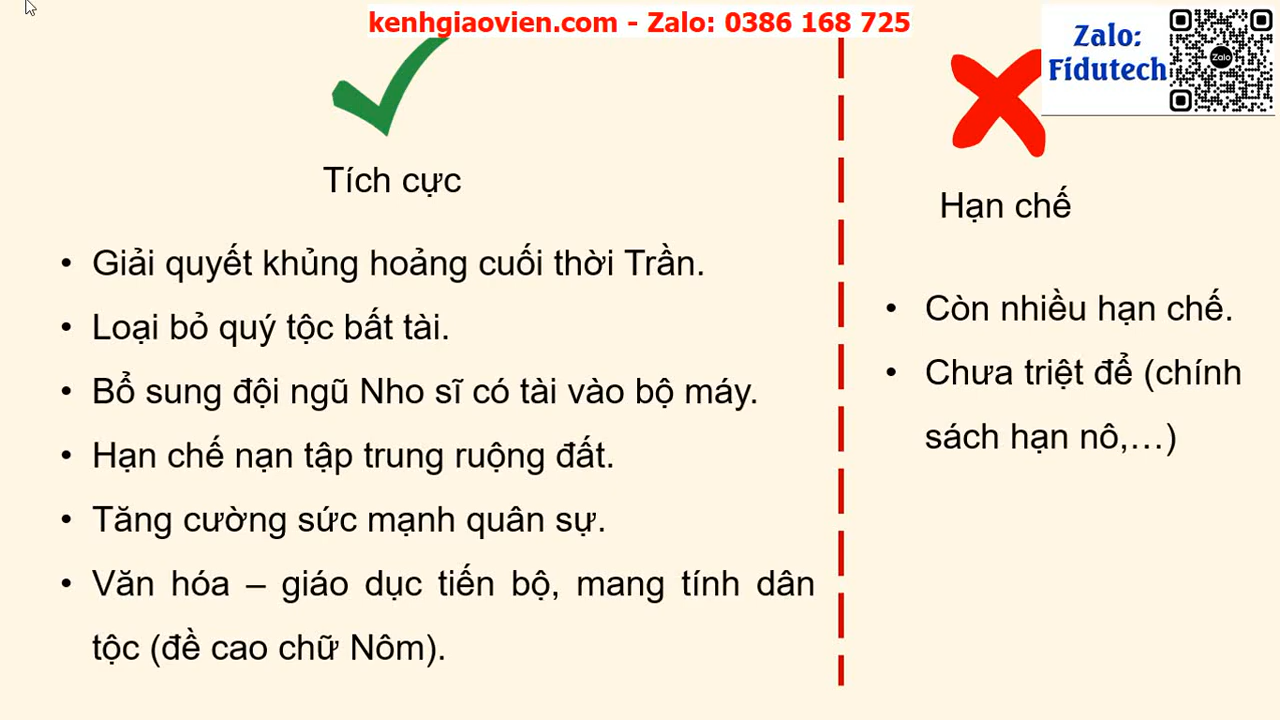 kenhgiaovien.com - Zalo: 0386 168 725
Zalo:
Fidutech
Zalo
Tích cực
• Giải quyết khủng hoảng cuối thời Trần.
• Loại bỏ quý tộc bất tài.
• Bổ sung đội ngũ Nho sĩ có tài vào bộ máy.
• Hạn chế nạn tập trung ruộng đất.
• Tăng cường sức mạnh quân sự.
• Văn hóa – giáo dục tiến bộ, mang tính dân
tộc (đề cao chữ Nôm).
Hạn chế
• Còn nhiều hạn chế.
• Chưa triệt để (chính
sách hạn nô,…)